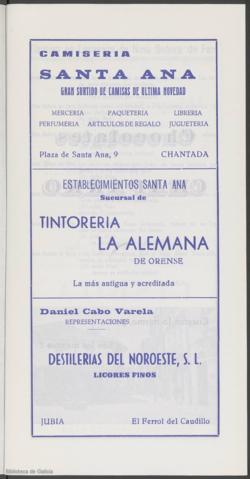 CAMISERIA
SANTA ANA
GRAN SURTIDO DE CAMISAS DE ULTIMA NOVEDAD
MERCERIA PAQUETERIA LIBRERIA
PERFUMERIA ARTICULOS DE REGALO JUGUETERIA
Plaza de Santa Ana, 9 CHANTADA
ESTABLECIMIENTOS SANTA ANA
Sucursal de
TINTORERIA
LA ALEMANA
DE ORENSE
La más antigua y acreditada
Daniel Cabo Varela
REPRESENTACIONES
DESTILERIAS DEL NOROESTE, S. L.
LICORES FINOS
JUBIA El Ferrol del Caudillo
Biblioteca de Galicia